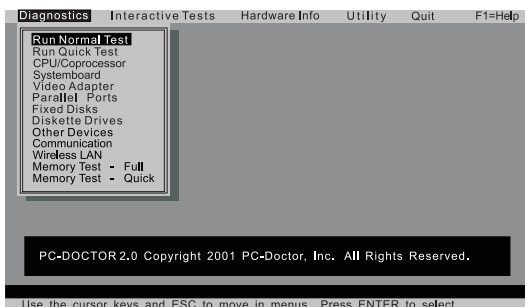 Diagnostics Interactive Tests Hardware Info Utility Quit F1=Help
Run Normal Test
Run Quick Test
CPU/Coprocessor
Systemboard
Video Adapter
Parallel Ports
Fixed Disks
Diskette Drives
Other Devices
Communication
Wireless LAN
Memory Test - Full
Memory Test - Quick
PC-DOCTOR 2.0 Copyright 2001 PC-Doctor, Inc. All Rights Reserved.
Use the cursor keys and ESC to move in menus. Press ENTER to select.